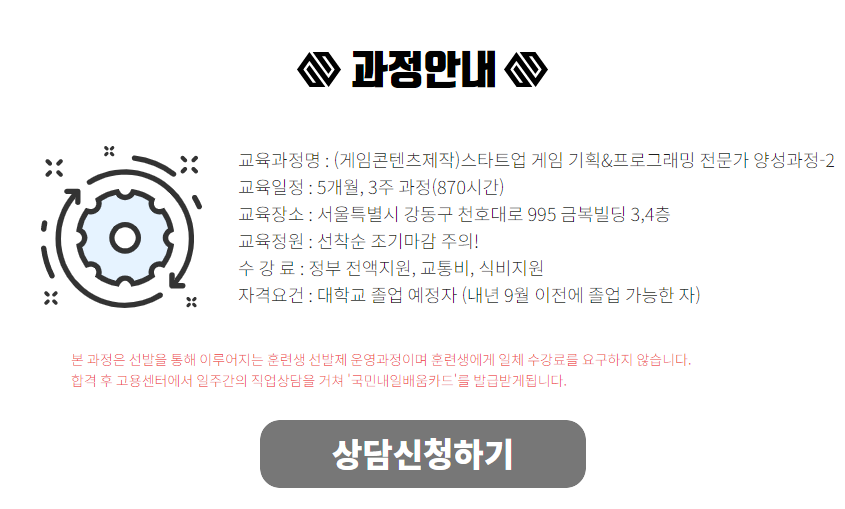 과정안내
교육과정명 : (게임콘텐츠제작)스타트업 게임 기획&프로그래밍 전문가 양성과정-2
교육일정 : 5개월, 3주 과정(870시간)
교육장소 : 서울특별시 강동구 천호대로 995 금복빌딩 3,4층
교육정원 : 선착순 조기마감 주의!
수 강 료 : 정부 전액지원, 교통비, 식비지원
자격요건 : 대학교 졸업 예정자 (내년 9월 이전에 졸업 가능한 자)
본 과정은 선발을 통해 이루어지는 훈련생 선발제 운영과정이며 훈련생에게 일체 수강료를 요구하지 않습니다.
합격 후 고용센터에서 일주간의 직업상담을 거쳐 '국민내일배움카드'를 발급받게됩니다.
상담신청하기